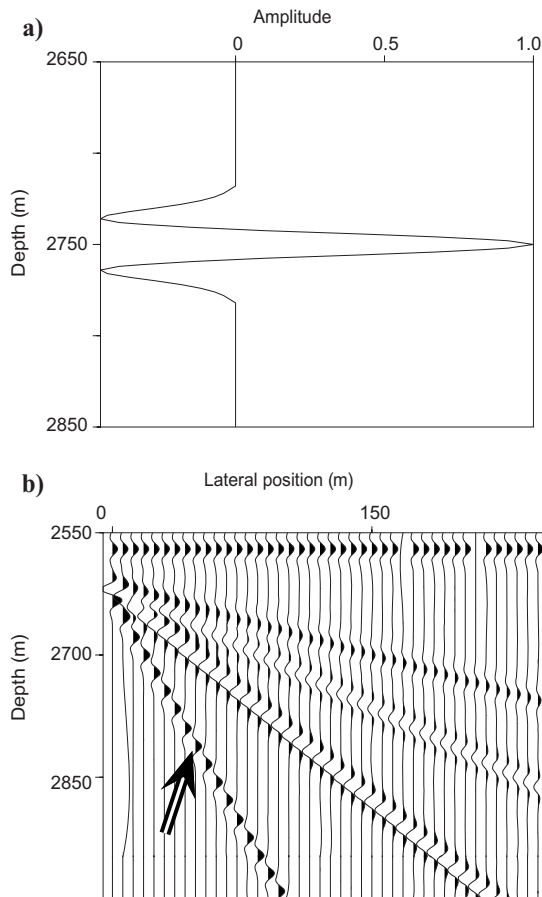 Amplitude
a)
0 0.5 1.0
2650
Depth (m)
2750
2850
b)
Lateral position (m)
0 150
2550
Depth (m)
2700
2850